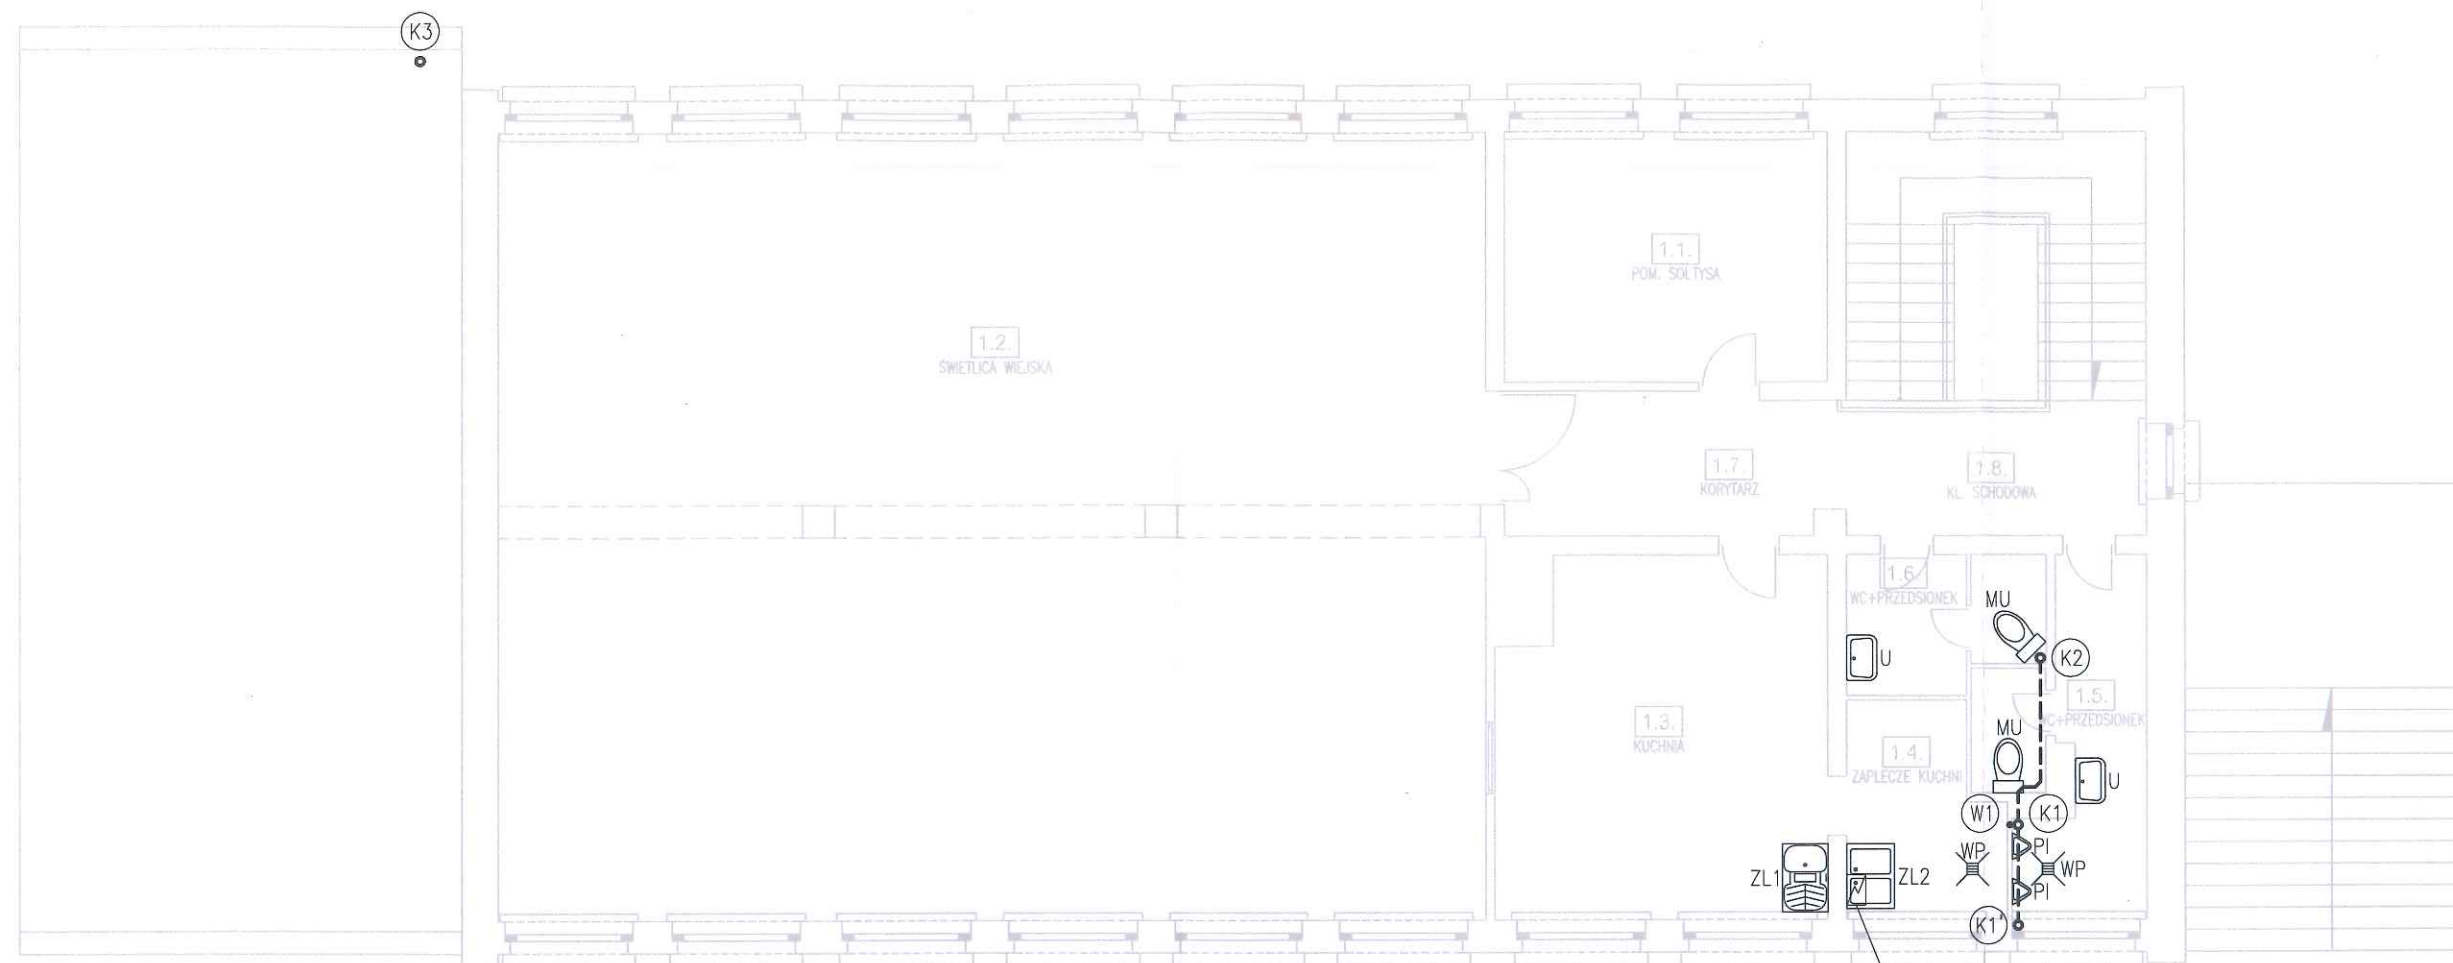 K3
1.1.
POM. SOŁTYSA
1.2.
ŚWIETLICA WIEJSKA
1.7.
KORYTARZ
1.8.
KL. SCHODOWA
1.6.
WC+PRZEDSIONEK
MU
U
K2
1.5.
WC+PRZEDSIONEK
1.3.
KUCHNIA
MU
1.4.
ZAPLECZE KUCHNI
U
W1
K1
PI
WP
WP
ZL1
ZL2
PI
K1'